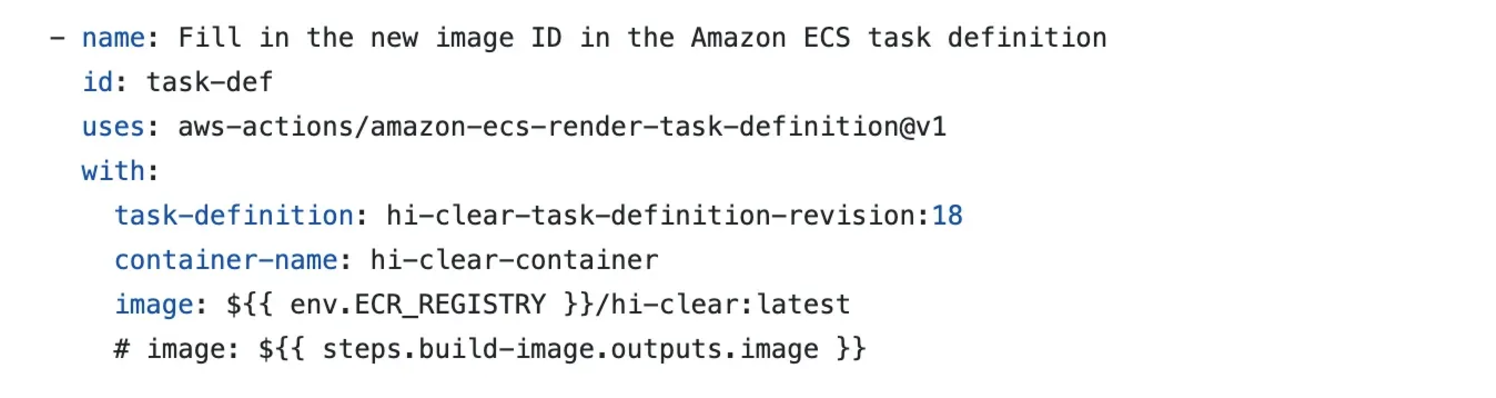 - name: Fill in the new image ID in the Amazon ECS task definition
  id: task-def
  uses: aws-actions/amazon-ecs-render-task-definition@v1
  with:
    task-definition: hi-clear-task-definition-revision:18
    container-name: hi-clear-container
    image: ${{ env.ECR_REGISTRY }}/hi-clear:latest
    # image: ${{ steps.build-image.outputs.image }}